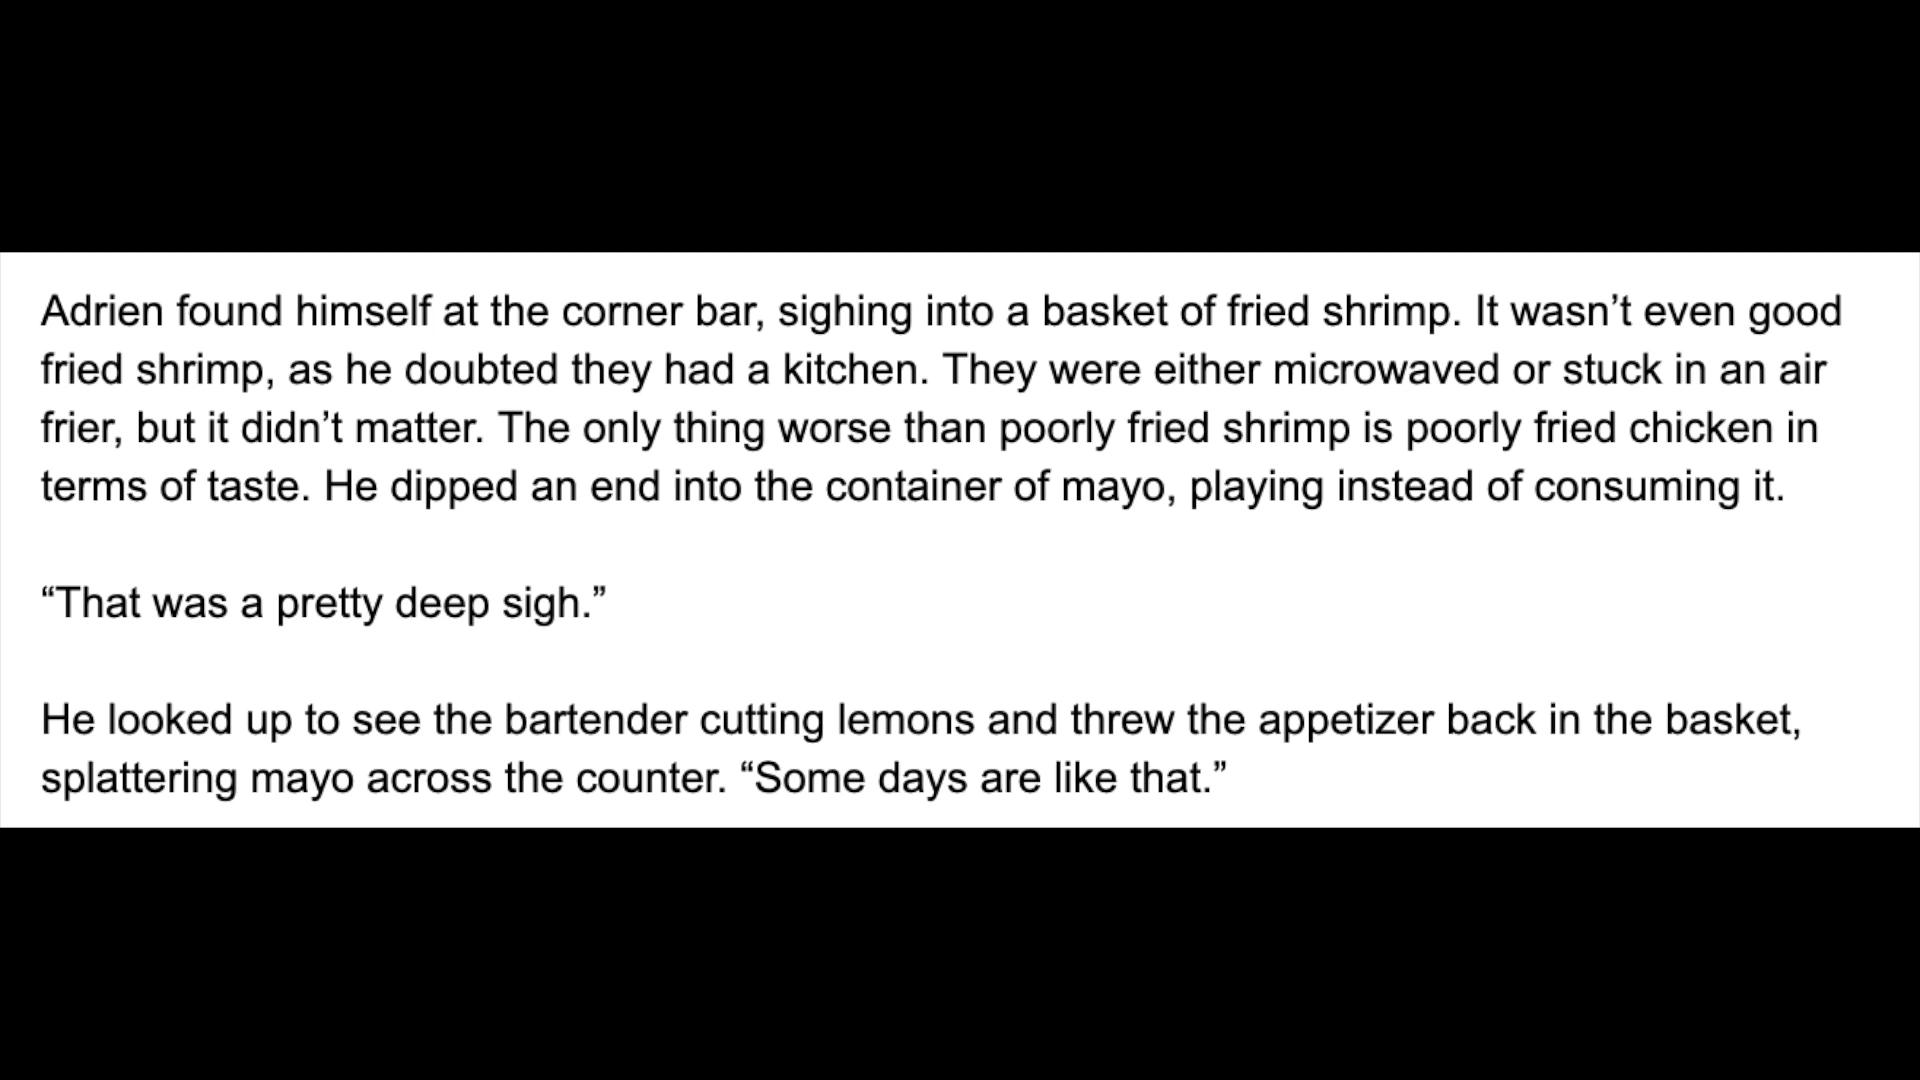 Adrien found himself at the corner bar, sighing into a basket of fried shrimp. It wasn’t even good
fried shrimp, as he doubted they had a kitchen. They were either microwaved or stuck in an air
frier, but it didn’t matter. The only thing worse than poorly fried shrimp is poorly fried chicken in
terms of taste. He dipped an end into the container of mayo, playing instead of consuming it.
“That was a pretty deep sigh.”
He looked up to see the bartender cutting lemons and threw the appetizer back in the basket,
splattering mayo across the counter. “Some days are like that.”